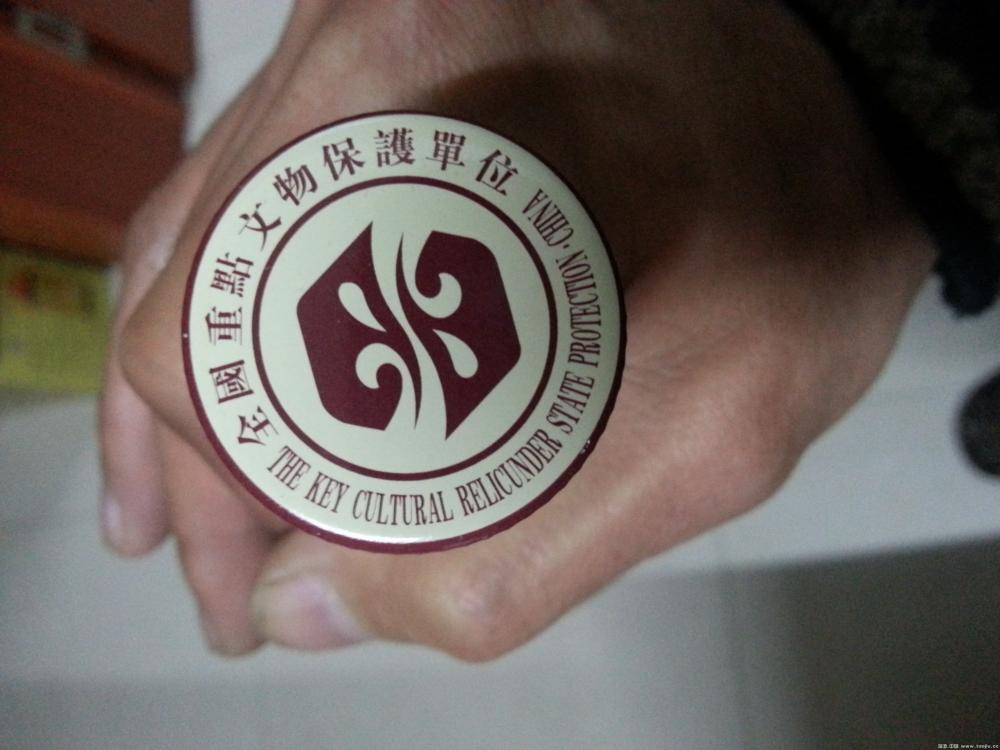 全國重點文物保護單位
THE KEY CULTURAL RELICUNDER STATE PROTECTION·CHINA